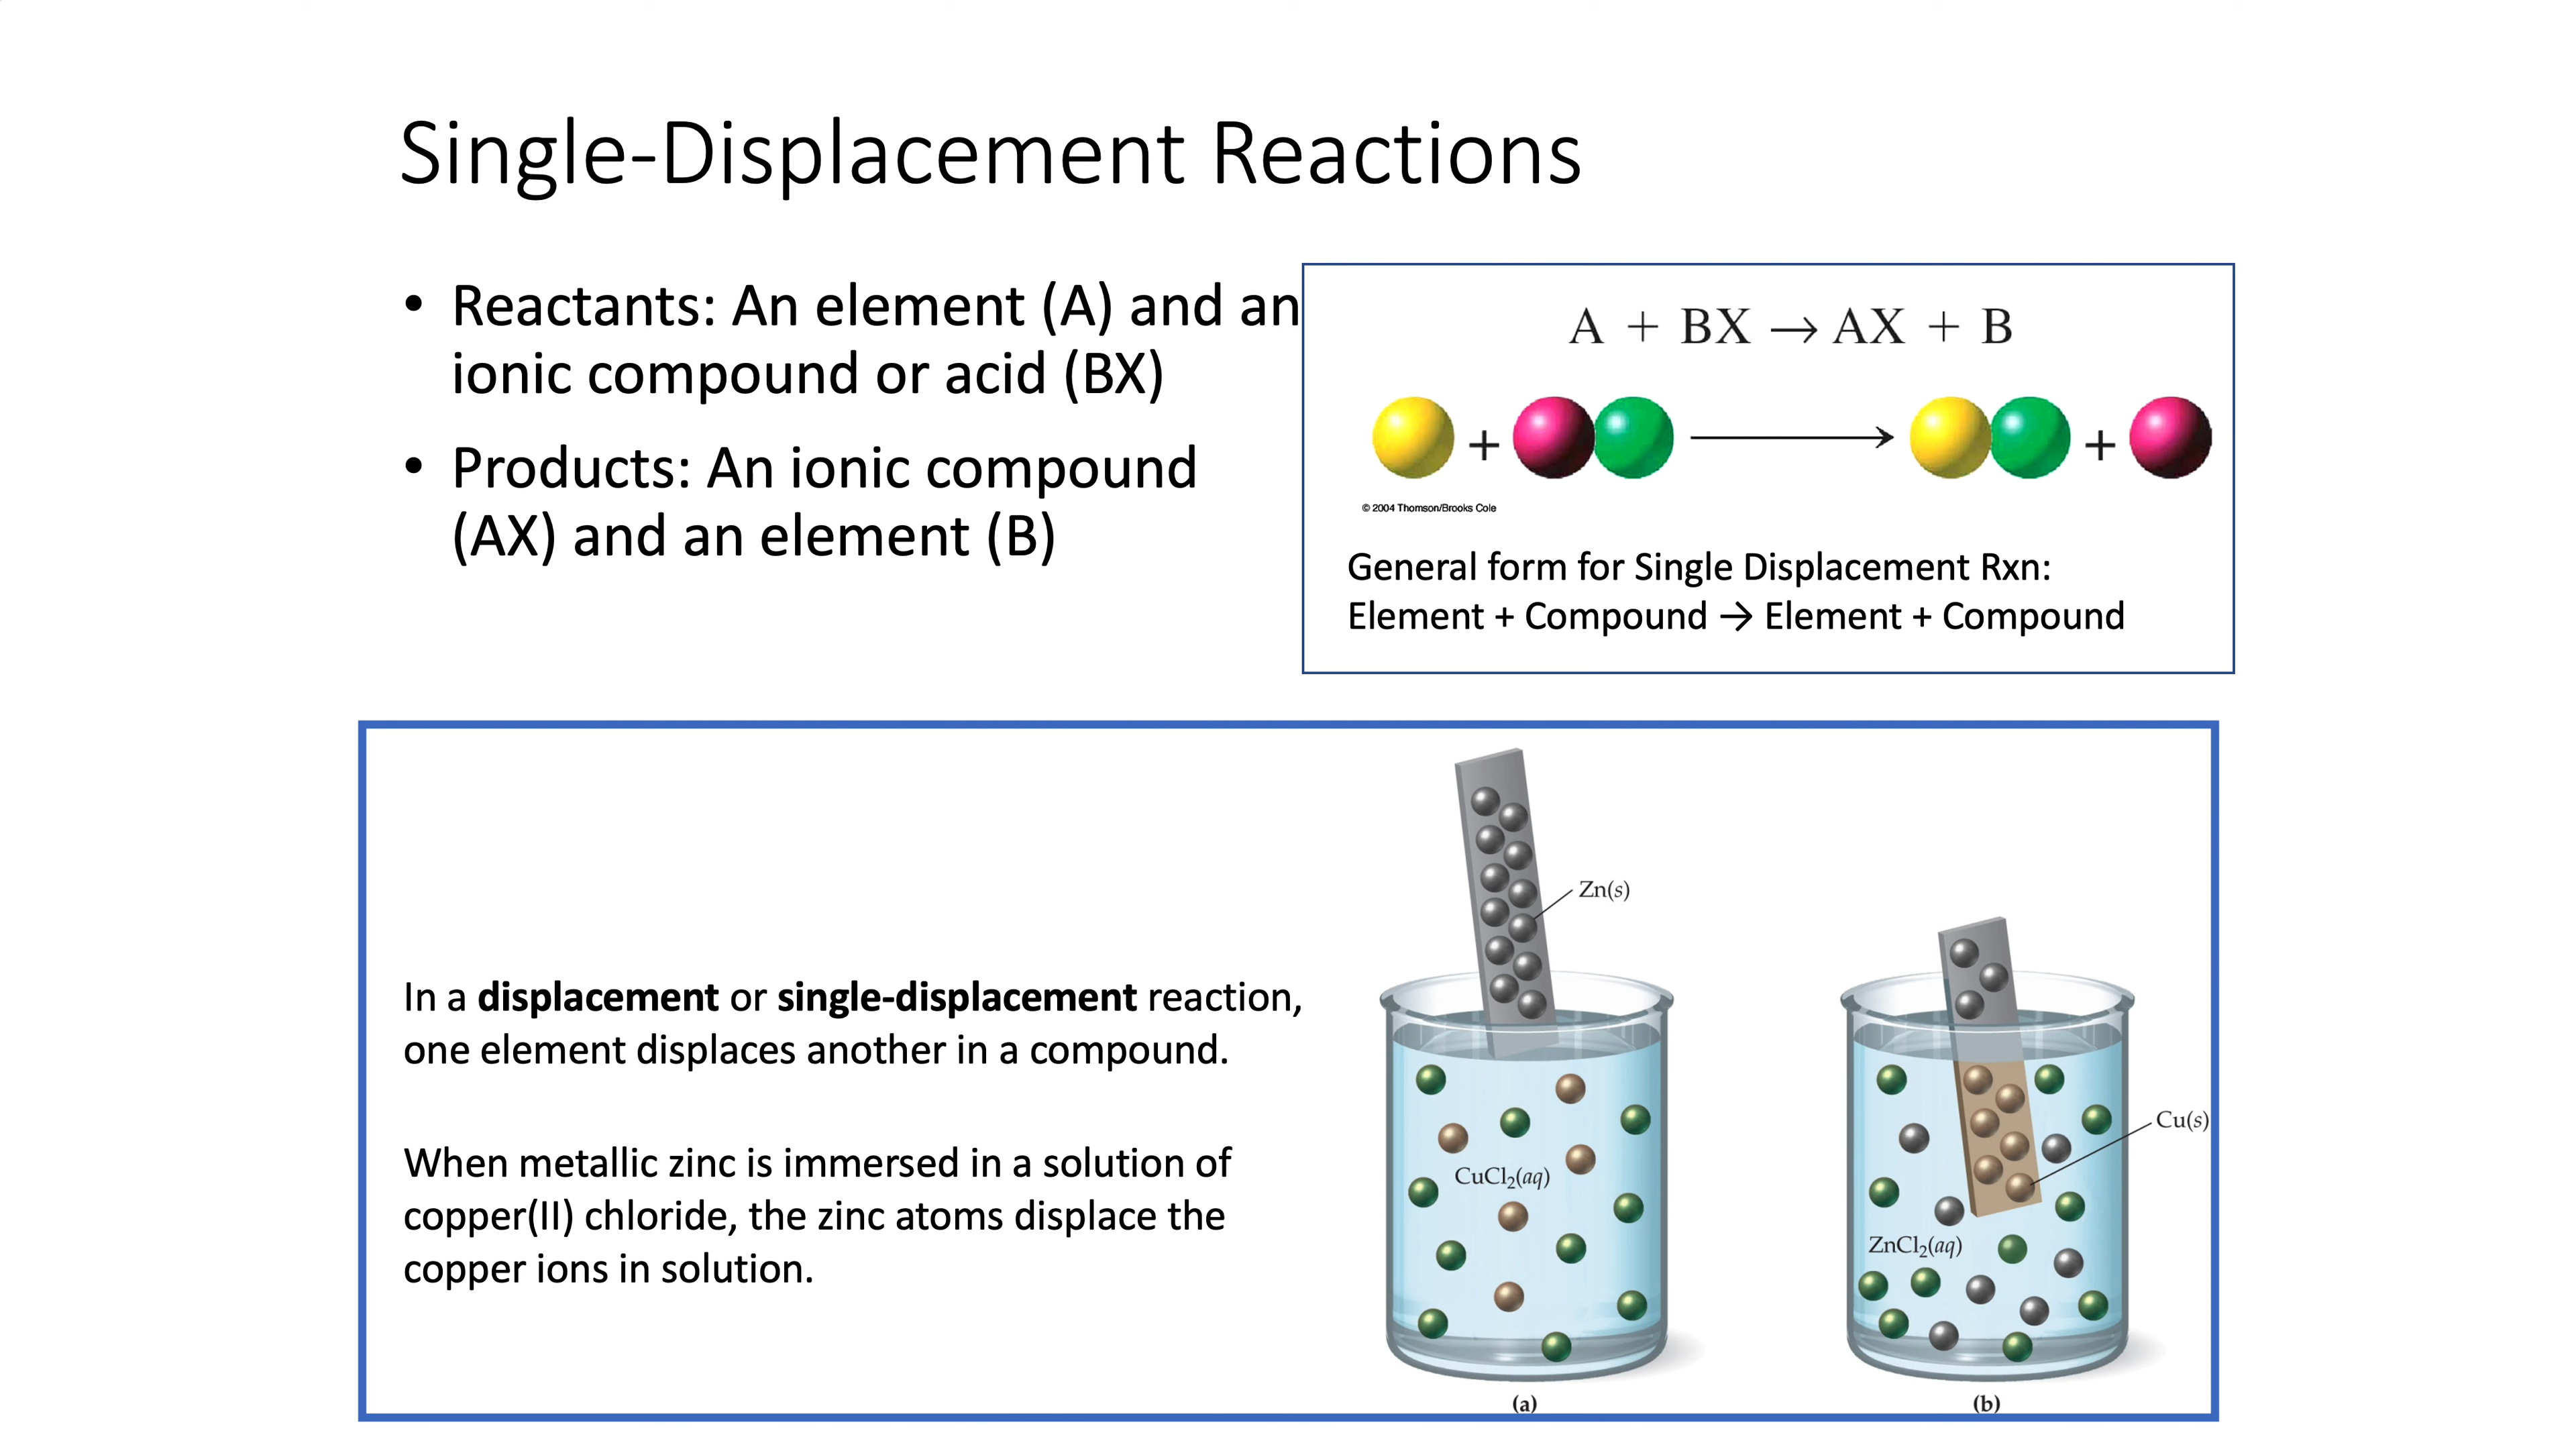 Single-Displacement Reactions
• Reactants: An element (A) and an
ionic compound or acid (BX)
• Products: An ionic compound
(AX) and an element (B)
A + BX → AX + B
+ → +
© 2004 Thomson/Brooks Cole
General form for Single Displacement Rxn:
Element + Compound → Element + Compound
In a displacement or single-displacement reaction,
one element displaces another in a compound.
When metallic zinc is immersed in a solution of
copper(II) chloride, the zinc atoms displace the
copper ions in solution.
Zn(s)
CuCl₂(aq)
(a)
Cu(s)
ZnCl₂(aq)
(b)